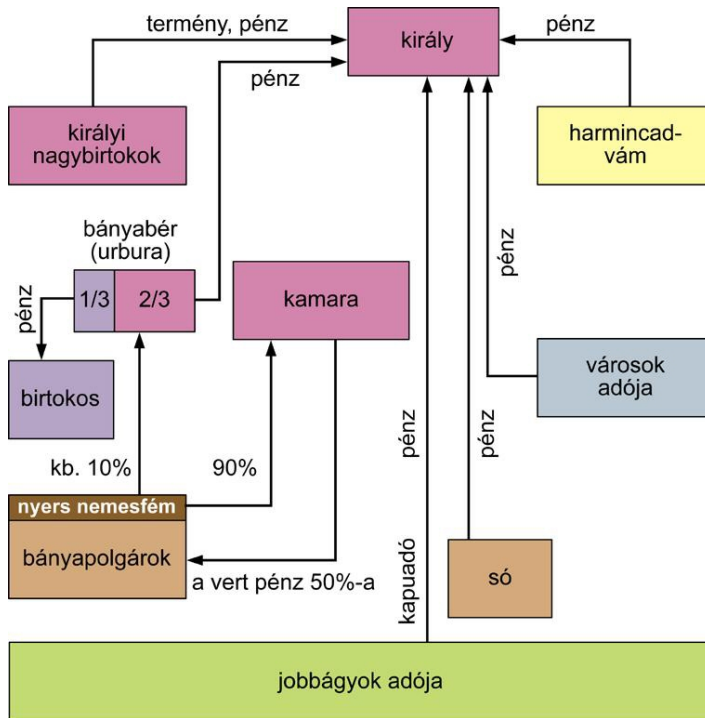 termény, pénz
király
pénz
pénz
királyi
nagybirtokok
harmincad-
vám
bányabér
(urbura)
1/3
2/3
kamara
pénz
pénz
birtokos
városok
adója
kb. 10%
90%
pénz
pénz
nyers nemesfém
bányapolgárok
a vert pénz 50%-a
kapuadó
só
jobbágyok adója